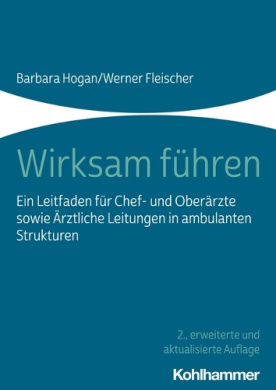 Barbara Hogan/Werner Fleischer
Wirksam führen
Ein Leitfaden für Chef- und Oberärzte
sowie Ärztliche Leitungen in ambulanten
Strukturen
2., erweiterte und
aktualisierte Auflage
Kohlhammer